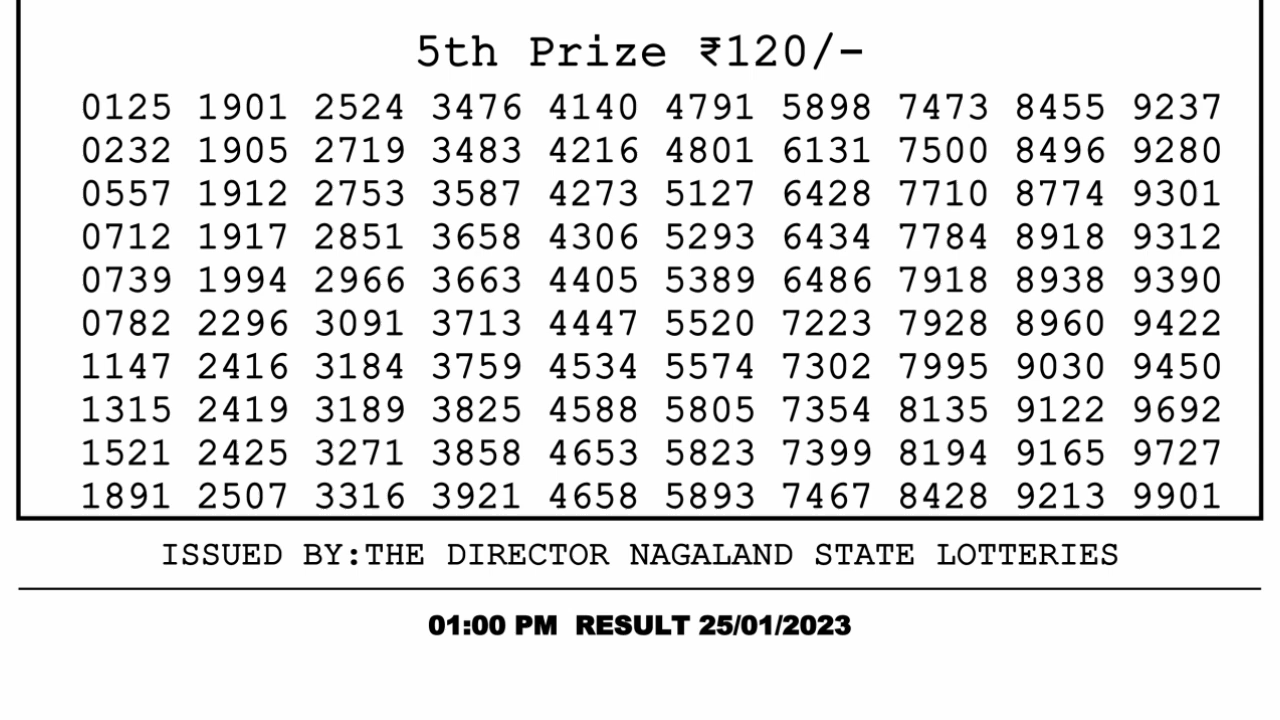 5th Prize ₹120/-
0125 1901 2524 3476 4140 4791 5898 7473 8455 9237
0232 1905 2719 3483 4216 4801 6131 7500 8496 9280
0557 1912 2753 3587 4273 5127 6428 7710 8774 9301
0712 1917 2851 3658 4306 5293 6434 7784 8918 9312
0739 1994 2966 3663 4405 5389 6486 7918 8938 9390
0782 2296 3091 3713 4447 5520 7223 7928 8960 9422
1147 2416 3184 3759 4534 5574 7302 7995 9030 9450
1315 2419 3189 3825 4588 5805 7354 8135 9122 9692
1521 2425 3271 3858 4653 5823 7399 8194 9165 9727
1891 2507 3316 3921 4658 5893 7467 8428 9213 9901
ISSUED BY:THE DIRECTOR NAGALAND STATE LOTTERIES
01:00 PM RESULT 25/01/2023